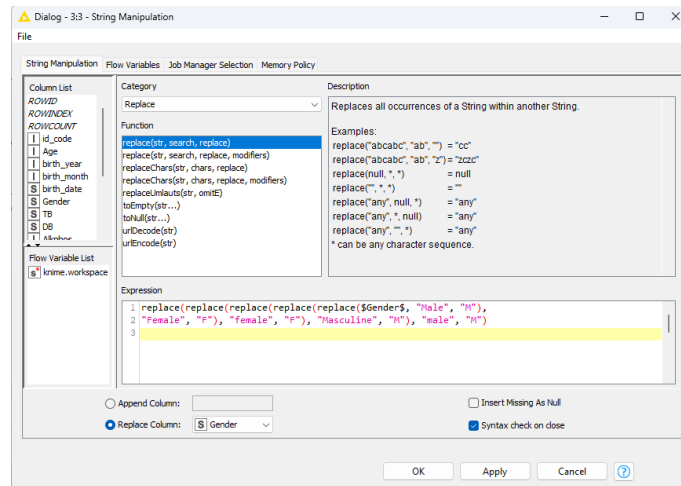 Dialog - 3:3 - String Manipulation
File
String Manipulation Flow Variables Job Manager Selection Memory Policy
Column List
ROWID
ROWINDEX
ROWCOUNT
I id_code
I Age
I birth_year
I birth_month
S birth_date
S Gender
S TB
S DB
I Alkphos
Flow Variable List
s knime.workspace
Category
Replace
Function
replace(str, search, replace)
replace(str, search, replace, modifiers)
replaceChars(str, chars, replace)
replaceChars(str, chars, replace, modifiers)
replaceUmlauts(str, omitE)
toEmpty(str...)
toNull(str...)
urlDecode(str)
urlEncode(str)
Description
Replaces all occurrences of a String within another String.
Examples:
replace("abcabc", "ab", "") = "cc"
replace("abcabc", "ab", "z") = "zczc"
replace(null, *, *) = null
replace("", *, *) = ""
replace("any", null, *) = "any"
replace("any", *, null) = "any"
replace("any", "", *) = "any"
* can be any character sequence.
Expression
1 replace(replace(replace(replace(replace($Gender$, "Male", "M"),
2 "Female", "F"), "female", "F"), "Masculine", "M"), "male", "M")
3
Append Column:
Replace Column: S Gender
Insert Missing As Null
Syntax check on close
OK Apply Cancel ?